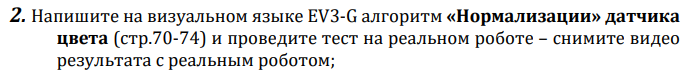 2. Напишите на визуальном языке EV3-G алгоритм «Нормализации» датчика
цвета (стр.70-74) и проведите тест на реальном роботе – снимите видео
результата с реальным роботом;